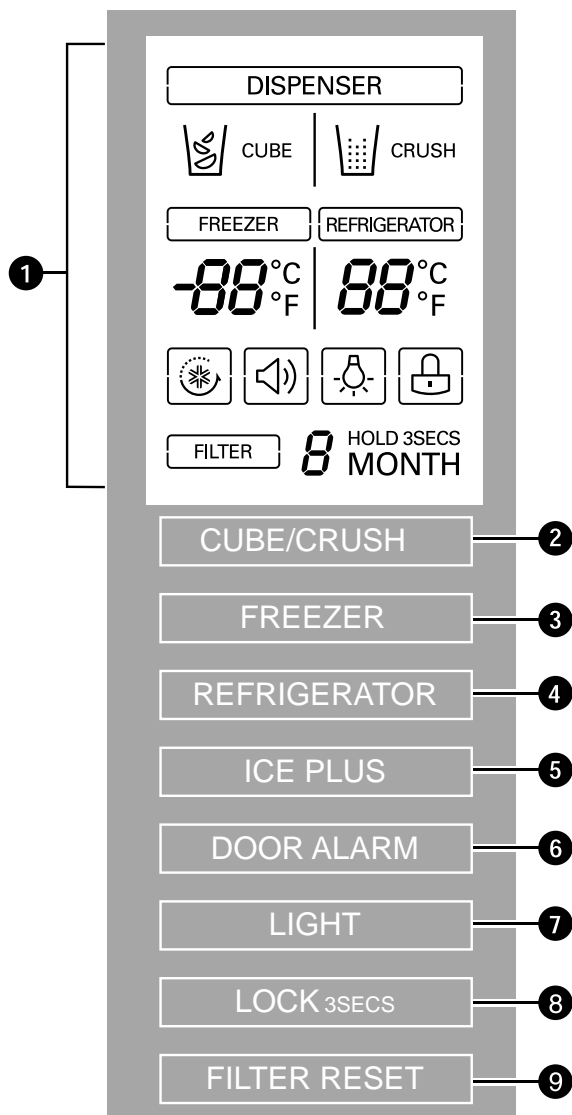 DISPENSER
CUBE CRUSH
FREEZER REFRIGERATOR
-88 °C °F 88 °C °F
FILTER 8 HOLD 3SECS MONTH
1
CUBE/CRUSH 2
FREEZER 3
REFRIGERATOR 4
ICE PLUS 5
DOOR ALARM 6
LIGHT 7
LOCK 3SECS 8
FILTER RESET 9